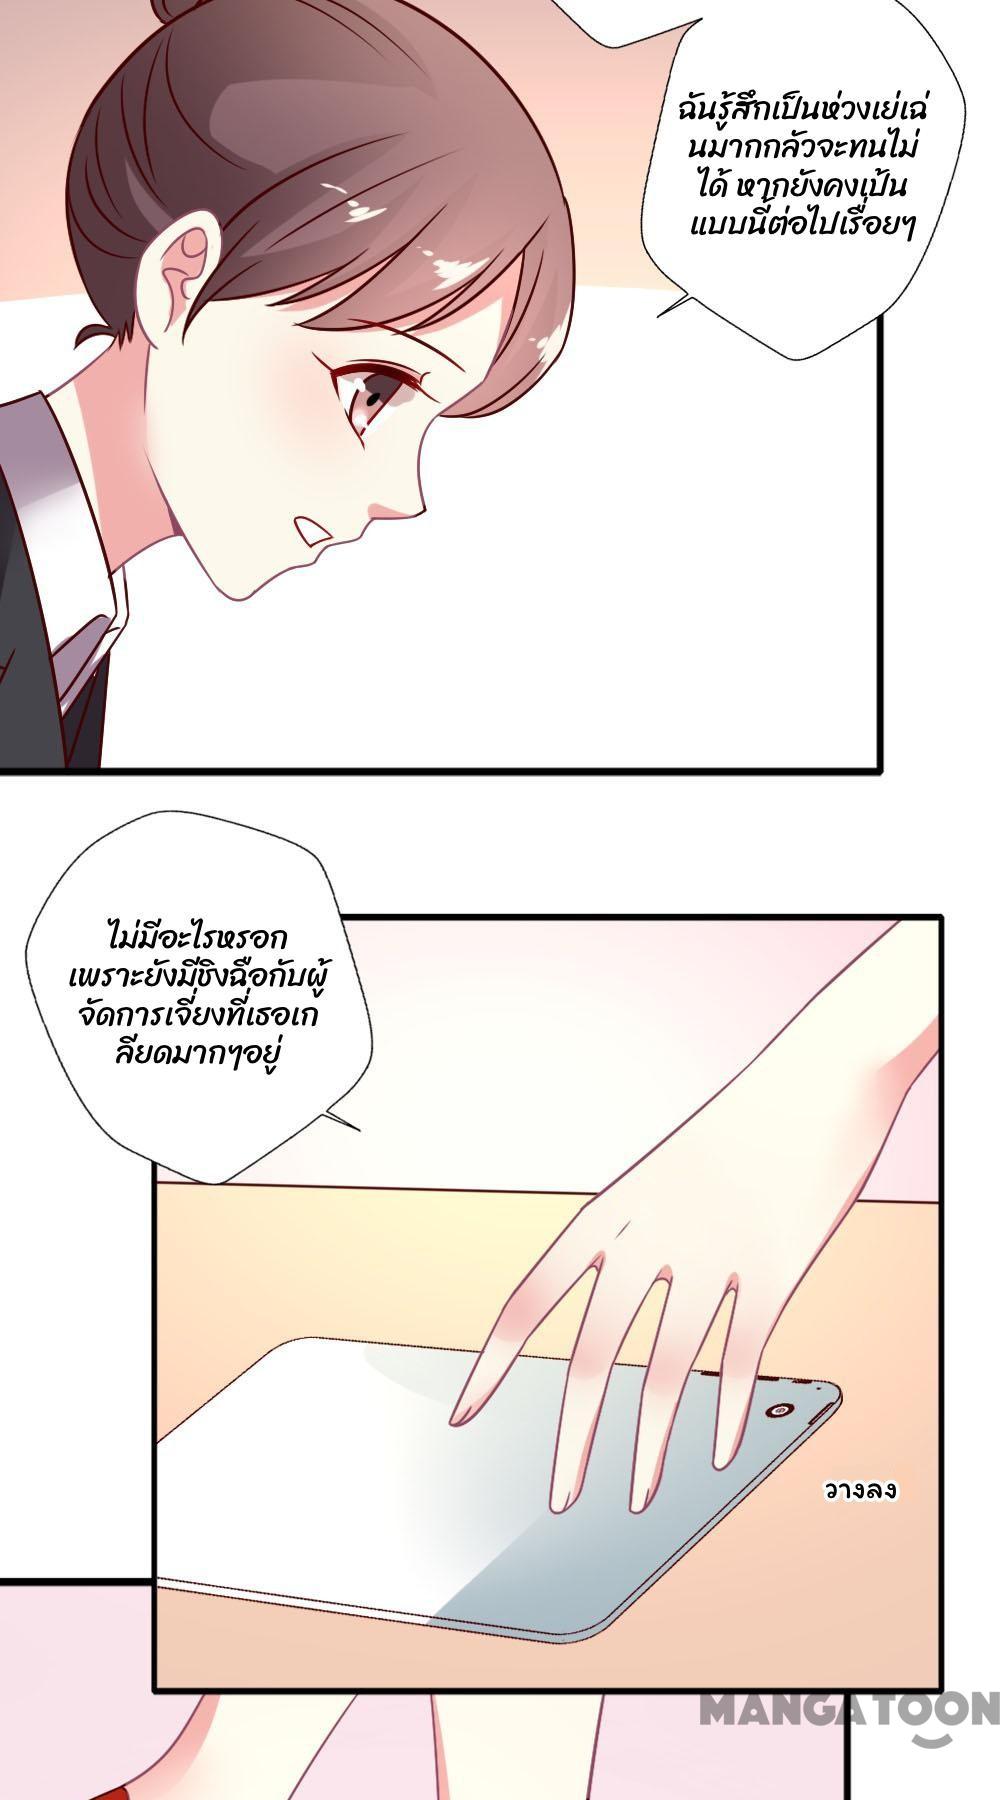 ฉันรู้สึกเป็นห่วงเย่เฉ่
นมากกลัวจะทนไม่
ได้ หากยังคงเป็น
แบบนี้ต่อไปเรื่อยๆ
ไม่มีอะไรหรอก
เพราะยังมีชิงฉือกับผู้
จัดการเจี่ยงที่เธอเก
ลียดมากๆอยู่
วางลง
MANGATOON